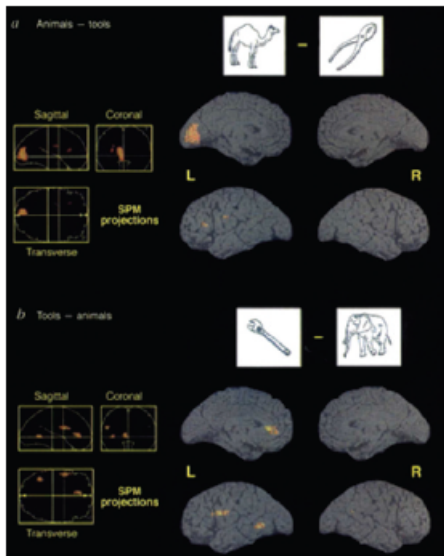 a Animals – tools
–
Sagittal Coronal
L R
SPM
projections
Transverse
b Tools – animals
–
Sagittal Coronal
L R
SPM
projections
Transverse